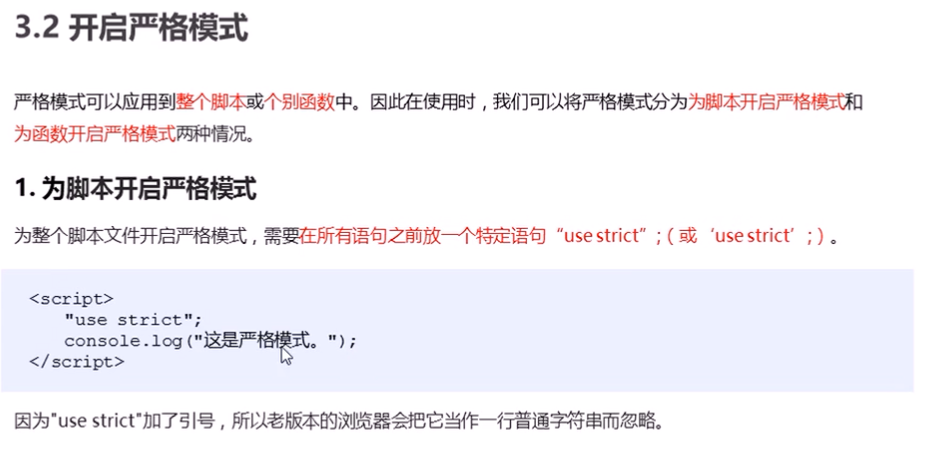 3.2 开启严格模式
严格模式可以应用到整个脚本或个别函数中。因此在使用时，我们可以将严格模式分为为脚本开启严格模式和
为函数开启严格模式两种情况。
1. 为脚本开启严格模式
为整个脚本文件开启严格模式，需要在所有语句之前放一个特定语句“use strict”;（或‘use strict’;）。
<script>
"use strict";
console.log("这是严格模式。");
</script>
因为"use strict"加了引号，所以老版本的浏览器会把它当作一行普通字符串而忽略。